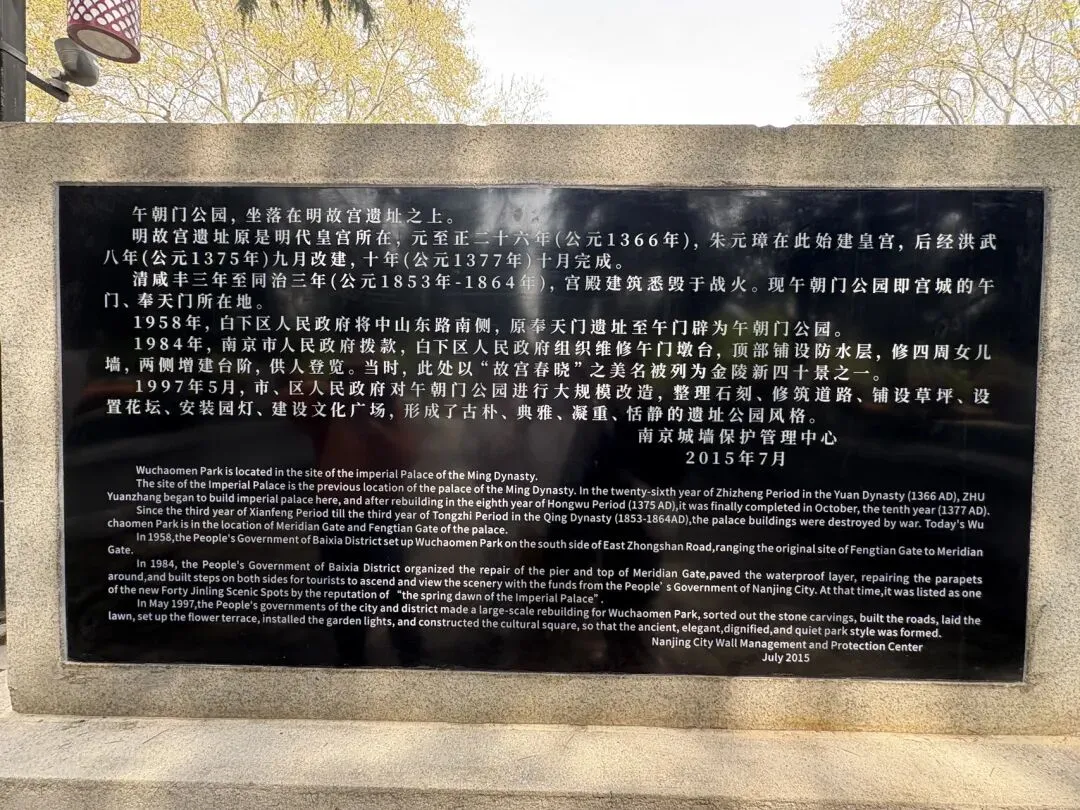 午朝门公园，坐落在明故宫遗址之上。
明故宫遗址原是明代皇宫所在，元至正二十六年(公元1366年)，朱元璋在此始建皇宫，后经洪武
八年(公元1375年)九月改建，十年(公元1377年)十月完成。
清咸丰三年至同治三年(公元1853年-1864年)，宫殿建筑悉毁于战火。现午朝门公园即宫城的午
门、奉天门所在地。
1958年，白下区人民政府将中山东路南侧，原奉天门遗址至午门辟为午朝门公园。
1984年，南京市人民政府拨款，白下区人民政府组织维修午门墩台，顶部铺设防水层，修四周女儿
墙，两侧增建台阶，供人登览。当时，此处以“故宫春晓”之美名被列为金陵新四十景之一。
1997年5月，市、区人民政府对午朝门公园进行大规模改造，整理石刻、修筑道路、铺设草坪、设
置花坛、安装园灯、建设文化广场，形成了古朴、典雅、凝重、恬静的遗址公园风格。
南京城墙保护管理中心
2015年7月
Wuchaomen Park is located in the site of the imperial Palace of the Ming Dynasty.
The site of the Imperial Palace is the previous location of the palace of the Ming Dynasty. In the twenty-sixth year of Zhizheng Period in the Yuan Dynasty (1366 AD), ZHU
Yuanzhang began to build imperial palace here, and after rebuilding in the eighth year of Hongwu Period (1375 AD),it was finally completed in October, the tenth year (1377 AD).
Since the third year of Xianfeng Period till the third year of Tongzhi Period in the Qing Dynasty (1853-1864AD),the palace buildings were destroyed by war. Today's Wu
chaomen Park is in the location of Meridian Gate and Fengtian Gate of the palace.
In 1958,the People's Government of Baixia District set up Wuchaomen Park on the south side of East Zhongshan Road,ranging the original site of Fengtian Gate to Meridian
Gate.
In 1984, the People's Government of Baixia District organized the repair of the pier and top of Meridian Gate,paved the waterproof layer, repairing the parapets
around,and built steps on both sides for tourists to ascend and view the scenery with the funds from the People’s Government of Nanjing City. At that time,it was listed as one
of the new Forty Jinling Scenic Spots by the reputation of “the spring dawn of the Imperial Palace”.
In May 1997,the People's governments of the city and district made a large-scale rebuilding for Wuchaomen Park, sorted out the stone carvings, built the roads, laid the
lawn, set up the flower terrace, installed the garden lights, and constructed the cultural square, so that the ancient, elegant,dignified,and quiet park style was formed.
Nanjing City Wall Management and Protection Center
July 2015